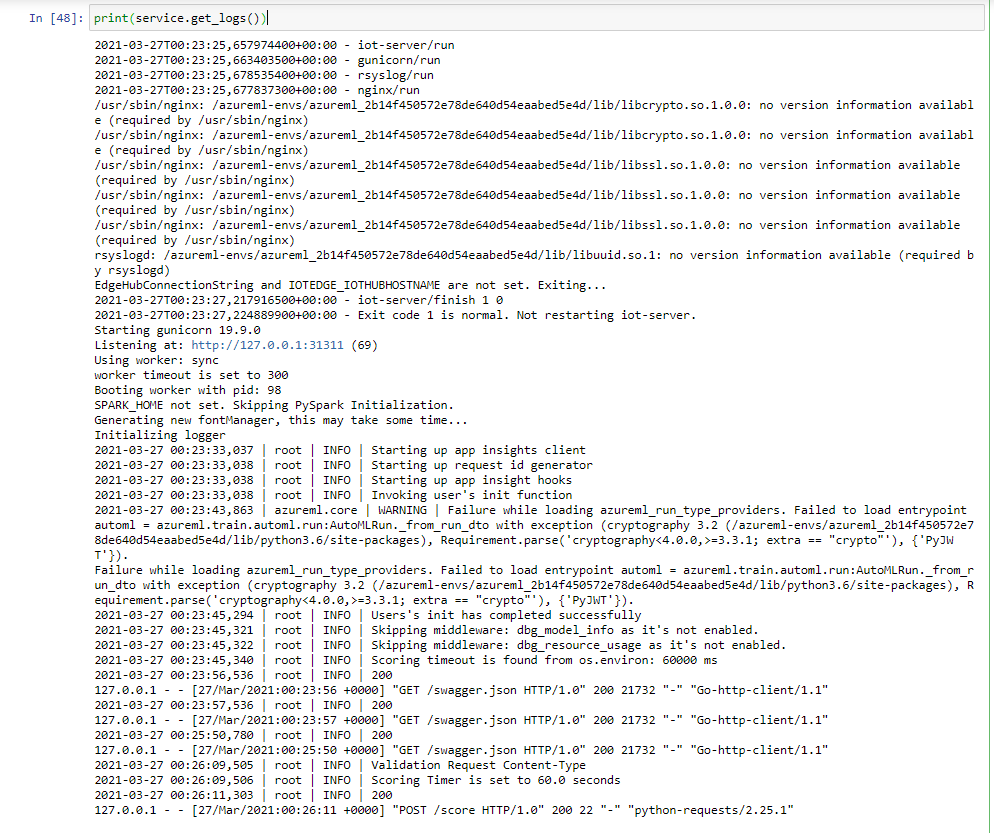 In [48]: print(service.get_logs())
2021-03-27T00:23:25,657974400+00:00 - iot-server/run
2021-03-27T00:23:25,663403500+00:00 - gunicorn/run
2021-03-27T00:23:25,678535400+00:00 - rsyslog/run
2021-03-27T00:23:25,677837300+00:00 - nginx/run
/usr/sbin/nginx: /azureml-envs/azureml_2b14f450572e78de640d54eaabed5e4d/lib/libcrypto.so.1.0.0: no version information availabl
e (required by /usr/sbin/nginx)
/usr/sbin/nginx: /azureml-envs/azureml_2b14f450572e78de640d54eaabed5e4d/lib/libcrypto.so.1.0.0: no version information availabl
e (required by /usr/sbin/nginx)
/usr/sbin/nginx: /azureml-envs/azureml_2b14f450572e78de640d54eaabed5e4d/lib/libssl.so.1.0.0: no version information available
(required by /usr/sbin/nginx)
/usr/sbin/nginx: /azureml-envs/azureml_2b14f450572e78de640d54eaabed5e4d/lib/libssl.so.1.0.0: no version information available
(required by /usr/sbin/nginx)
/usr/sbin/nginx: /azureml-envs/azureml_2b14f450572e78de640d54eaabed5e4d/lib/libssl.so.1.0.0: no version information available
(required by /usr/sbin/nginx)
rsyslogd: /azureml-envs/azureml_2b14f450572e78de640d54eaabed5e4d/lib/libuuid.so.1: no version information available (required b
y rsyslogd)
EdgeHubConnectionString and IOTEDGE_IOTHUBHOSTNAME are not set. Exiting...
2021-03-27T00:23:27,217916500+00:00 - iot-server/finish 1 0
2021-03-27T00:23:27,224889900+00:00 - Exit code 1 is normal. Not restarting iot-server.
Starting gunicorn 19.9.0
Listening at: http://127.0.0.1:31311 (69)
Using worker: sync
worker timeout is set to 300
Booting worker with pid: 98
SPARK_HOME not set. Skipping PySpark Initialization.
Generating new fontManager, this may take some time...
Initializing logger
2021-03-27 00:23:33,037 | root | INFO | Starting up app insights client
2021-03-27 00:23:33,038 | root | INFO | Starting up request id generator
2021-03-27 00:23:33,038 | root | INFO | Starting up app insight hooks
2021-03-27 00:23:33,038 | root | INFO | Invoking user's init function
2021-03-27 00:23:43,863 | azureml.core | WARNING | Failure while loading azureml_run_type_providers. Failed to load entrypoint
automl = azureml.train.automl.run:AutoMLRun._from_run_dto with exception (cryptography 3.2 (/azureml-envs/azureml_2b14f450572e7
8de640d54eaabed5e4d/lib/python3.6/site-packages), Requirement.parse('cryptography<4.0.0,>=3.3.1; extra == "crypto"'), {'PyJW
T'}).
Failure while loading azureml_run_type_providers. Failed to load entrypoint automl = azureml.train.automl.run:AutoMLRun._from_r
un_dto with exception (cryptography 3.2 (/azureml-envs/azureml_2b14f450572e78de640d54eaabed5e4d/lib/python3.6/site-packages), R
equirement.parse('cryptography<4.0.0,>=3.3.1; extra == "crypto"'), {'PyJWT'}).
2021-03-27 00:23:45,294 | root | INFO | Users's init has completed successfully
2021-03-27 00:23:45,321 | root | INFO | Skipping middleware: dbg_model_info as it's not enabled.
2021-03-27 00:23:45,322 | root | INFO | Skipping middleware: dbg_resource_usage as it's not enabled.
2021-03-27 00:23:45,340 | root | INFO | Scoring timeout is found from os.environ: 60000 ms
2021-03-27 00:23:56,536 | root | INFO | 200
127.0.0.1 - - [27/Mar/2021:00:23:56 +0000] "GET /swagger.json HTTP/1.0" 200 21732 "-" "Go-http-client/1.1"
2021-03-27 00:23:57,536 | root | INFO | 200
127.0.0.1 - - [27/Mar/2021:00:23:57 +0000] "GET /swagger.json HTTP/1.0" 200 21732 "-" "Go-http-client/1.1"
2021-03-27 00:25:50,780 | root | INFO | 200
127.0.0.1 - - [27/Mar/2021:00:25:50 +0000] "GET /swagger.json HTTP/1.0" 200 21732 "-" "Go-http-client/1.1"
2021-03-27 00:26:09,505 | root | INFO | Validation Request Content-Type
2021-03-27 00:26:09,506 | root | INFO | Scoring Timer is set to 60.0 seconds
2021-03-27 00:26:11,303 | root | INFO | 200
127.0.0.1 - - [27/Mar/2021:00:26:11 +0000] "POST /score HTTP/1.0" 200 22 "-" "python-requests/2.25.1"